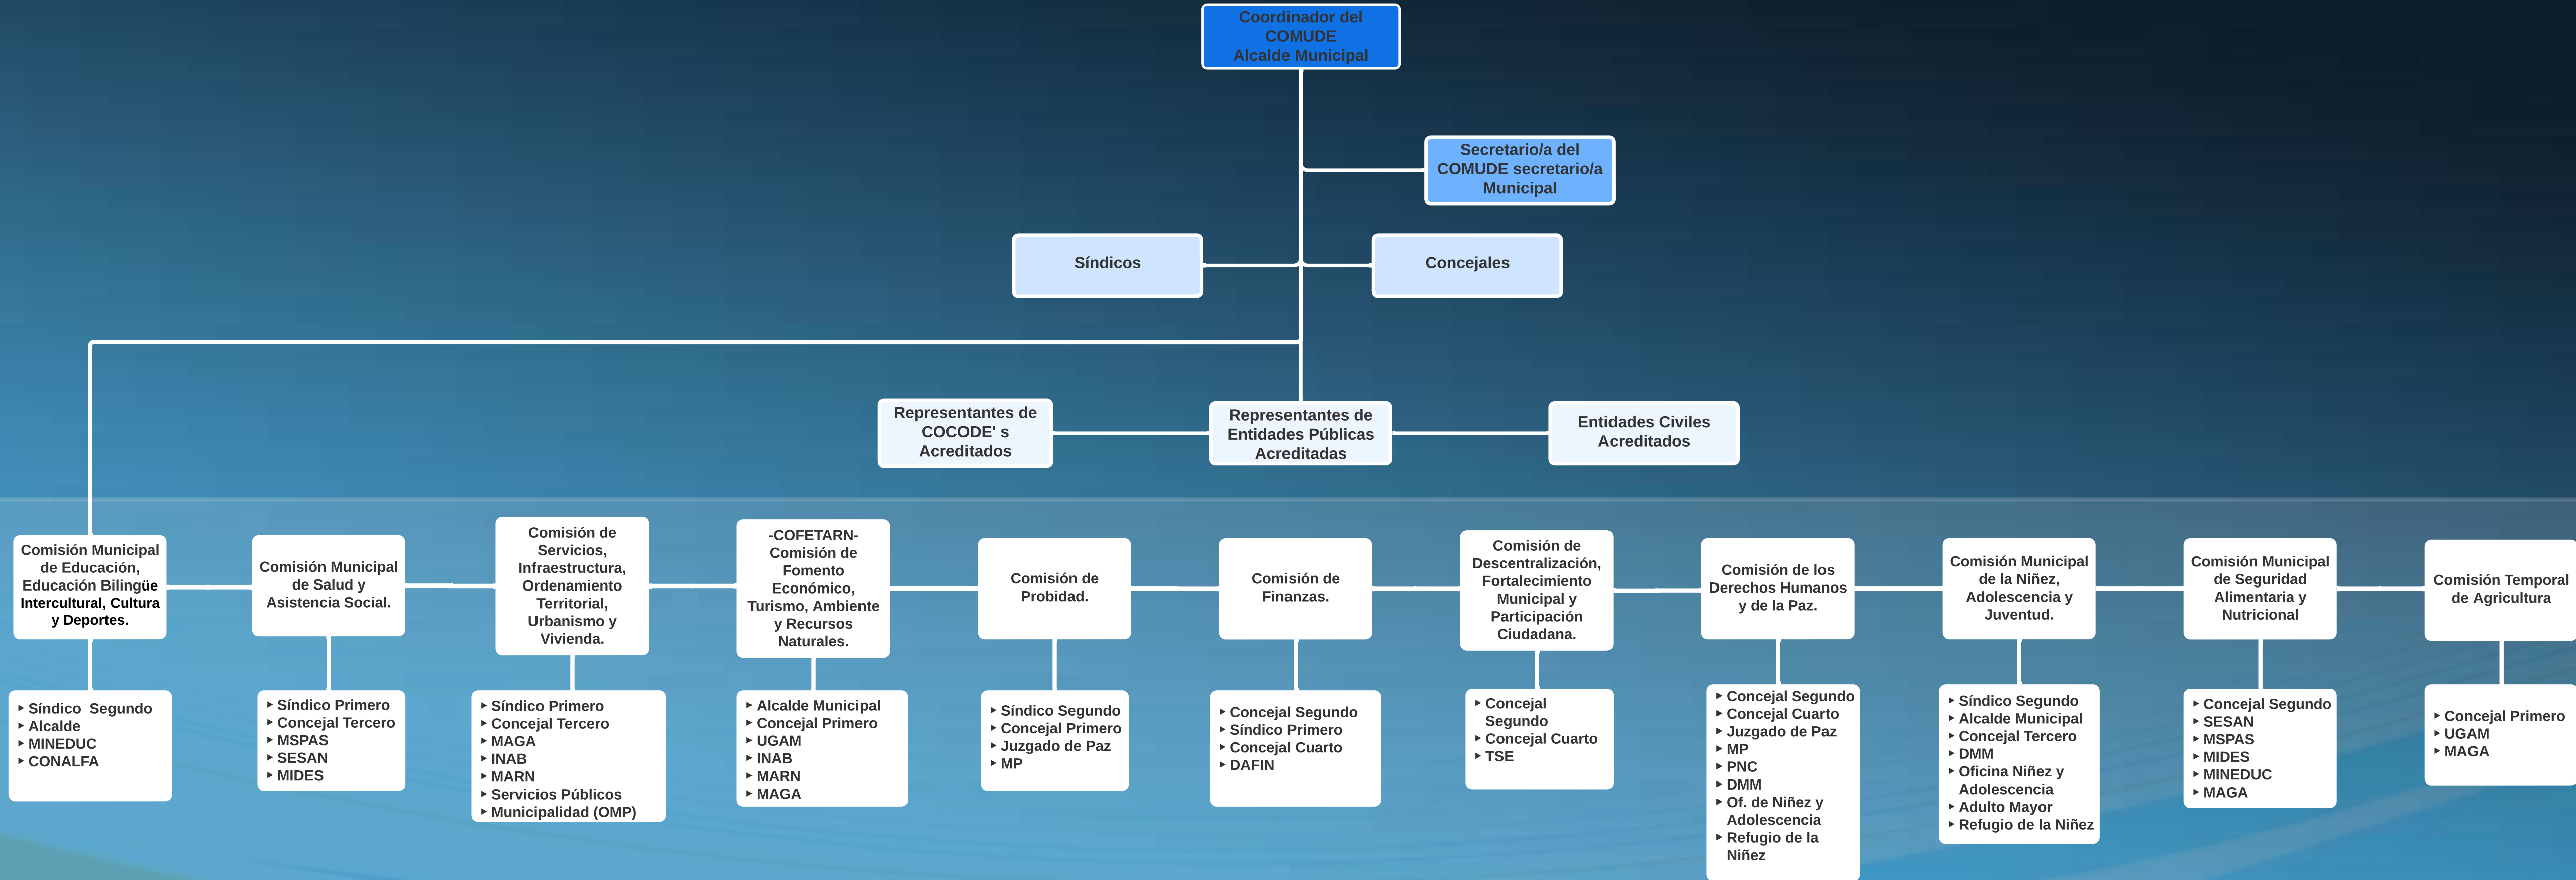 Coordinador del
COMUDE
Alcalde Municipal
Secretario/a del
COMUDE secretario/a
Municipal
Síndicos
Concejales
Representantes de
COCODE' s
Acreditados
Representantes de
Entidades Públicas
Acreditadas
Entidades Civiles
Acreditados
Comisión Municipal
de Educación,
Educación Bilingüe
Intercultural, Cultura
y Deportes.
Comisión Municipal
de Salud y
Asistencia Social.
Comisión de
Servicios,
Infraestructura,
Ordenamiento
Territorial,
Urbanismo y
Vivienda.
-COFETARN-
Comisión de
Fomento
Económico,
Turismo, Ambiente
y Recursos
Naturales.
Comisión de
Probidad.
Comisión de
Finanzas.
Comisión de
Descentralización,
Fortalecimiento
Municipal y
Participación
Ciudadana.
Comisión de los
Derechos Humanos
y de la Paz.
Comisión Municipal
de la Niñez,
Adolescencia y
Juventud.
Comisión Municipal
de Seguridad
Alimentaria y
Nutricional
Comisión Temporal
de Agricultura
‣ Síndico  Segundo
‣ Alcalde
‣ MINEDUC
‣ CONALFA
‣ Síndico Primero
‣ Concejal Tercero
‣ MSPAS
‣ SESAN
‣ MIDES
‣ Síndico Primero
‣ Concejal Tercero
‣ MAGA
‣ INAB
‣ MARN
‣ Servicios Públicos
‣ Municipalidad (OMP)
‣ Alcalde Municipal
‣ Concejal Primero
‣ UGAM
‣ INAB
‣ MARN
‣ MAGA
‣ Síndico Segundo
‣ Concejal Primero
‣ Juzgado de Paz
‣ MP
‣ Concejal Segundo
‣ Síndico Primero
‣ Concejal Cuarto
‣ DAFIN
‣ Concejal
Segundo
‣ Concejal Cuarto
‣ TSE
‣ Concejal Segundo
‣ Concejal Cuarto
‣ Juzgado de Paz
‣ MP
‣ PNC
‣ DMM
‣ Of. de Niñez y
Adolescencia
‣ Refugio de la
Niñez
‣ Síndico Segundo
‣ Alcalde Municipal
‣ Concejal Tercero
‣ DMM
‣ Oficina Niñez y
Adolescencia
‣ Adulto Mayor
‣ Refugio de la Niñez
‣ Concejal Segundo
‣ SESAN
‣ MSPAS
‣ MIDES
‣ MINEDUC
‣ MAGA
‣ Concejal Primero
‣ UGAM
‣ MAGA